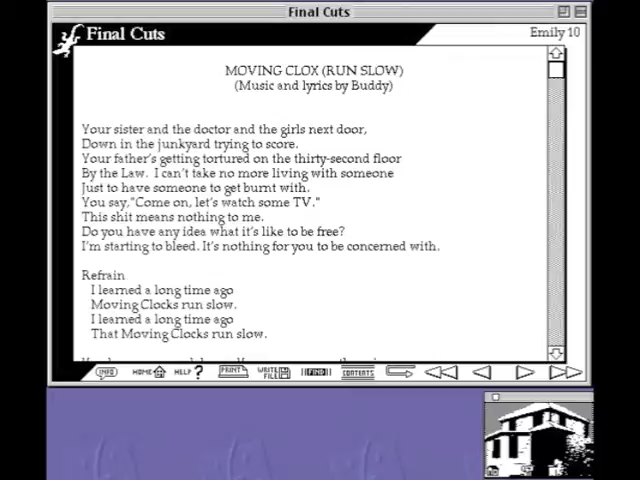 Final Cuts
Final Cuts
Emily 10
MOVING CLOX (RUN SLOW)
(Music and lyrics by Buddy)
Your sister and the doctor and the girls next door,
Down in the junkyard trying to score.
Your father's getting tortured on the thirty-second floor
By the Law. I can't take no more living with someone
Just to have someone to get burnt with.
You say,"Come on, let's watch some TV."
This shit means nothing to me.
Do you have any idea what it's like to be free?
I'm starting to bleed. It's nothing for you to be concerned with.
Refrain
I learned a long time ago
Moving Clocks run slow.
I learned a long time ago
That Moving Clocks run slow.
INFO HOME HELP ? PRINT WRITE FILE FIND CONTENTS